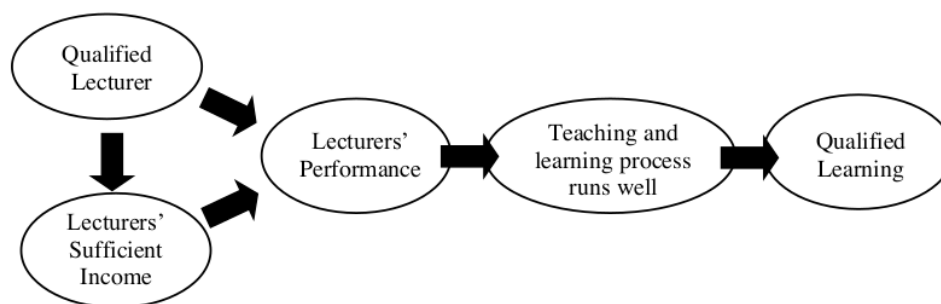 Qualified
Lecturer
Lecturers'
Sufficient
Income
Lecturers'
Performance
Teaching and
learning process
runs well
Qualified
Learning